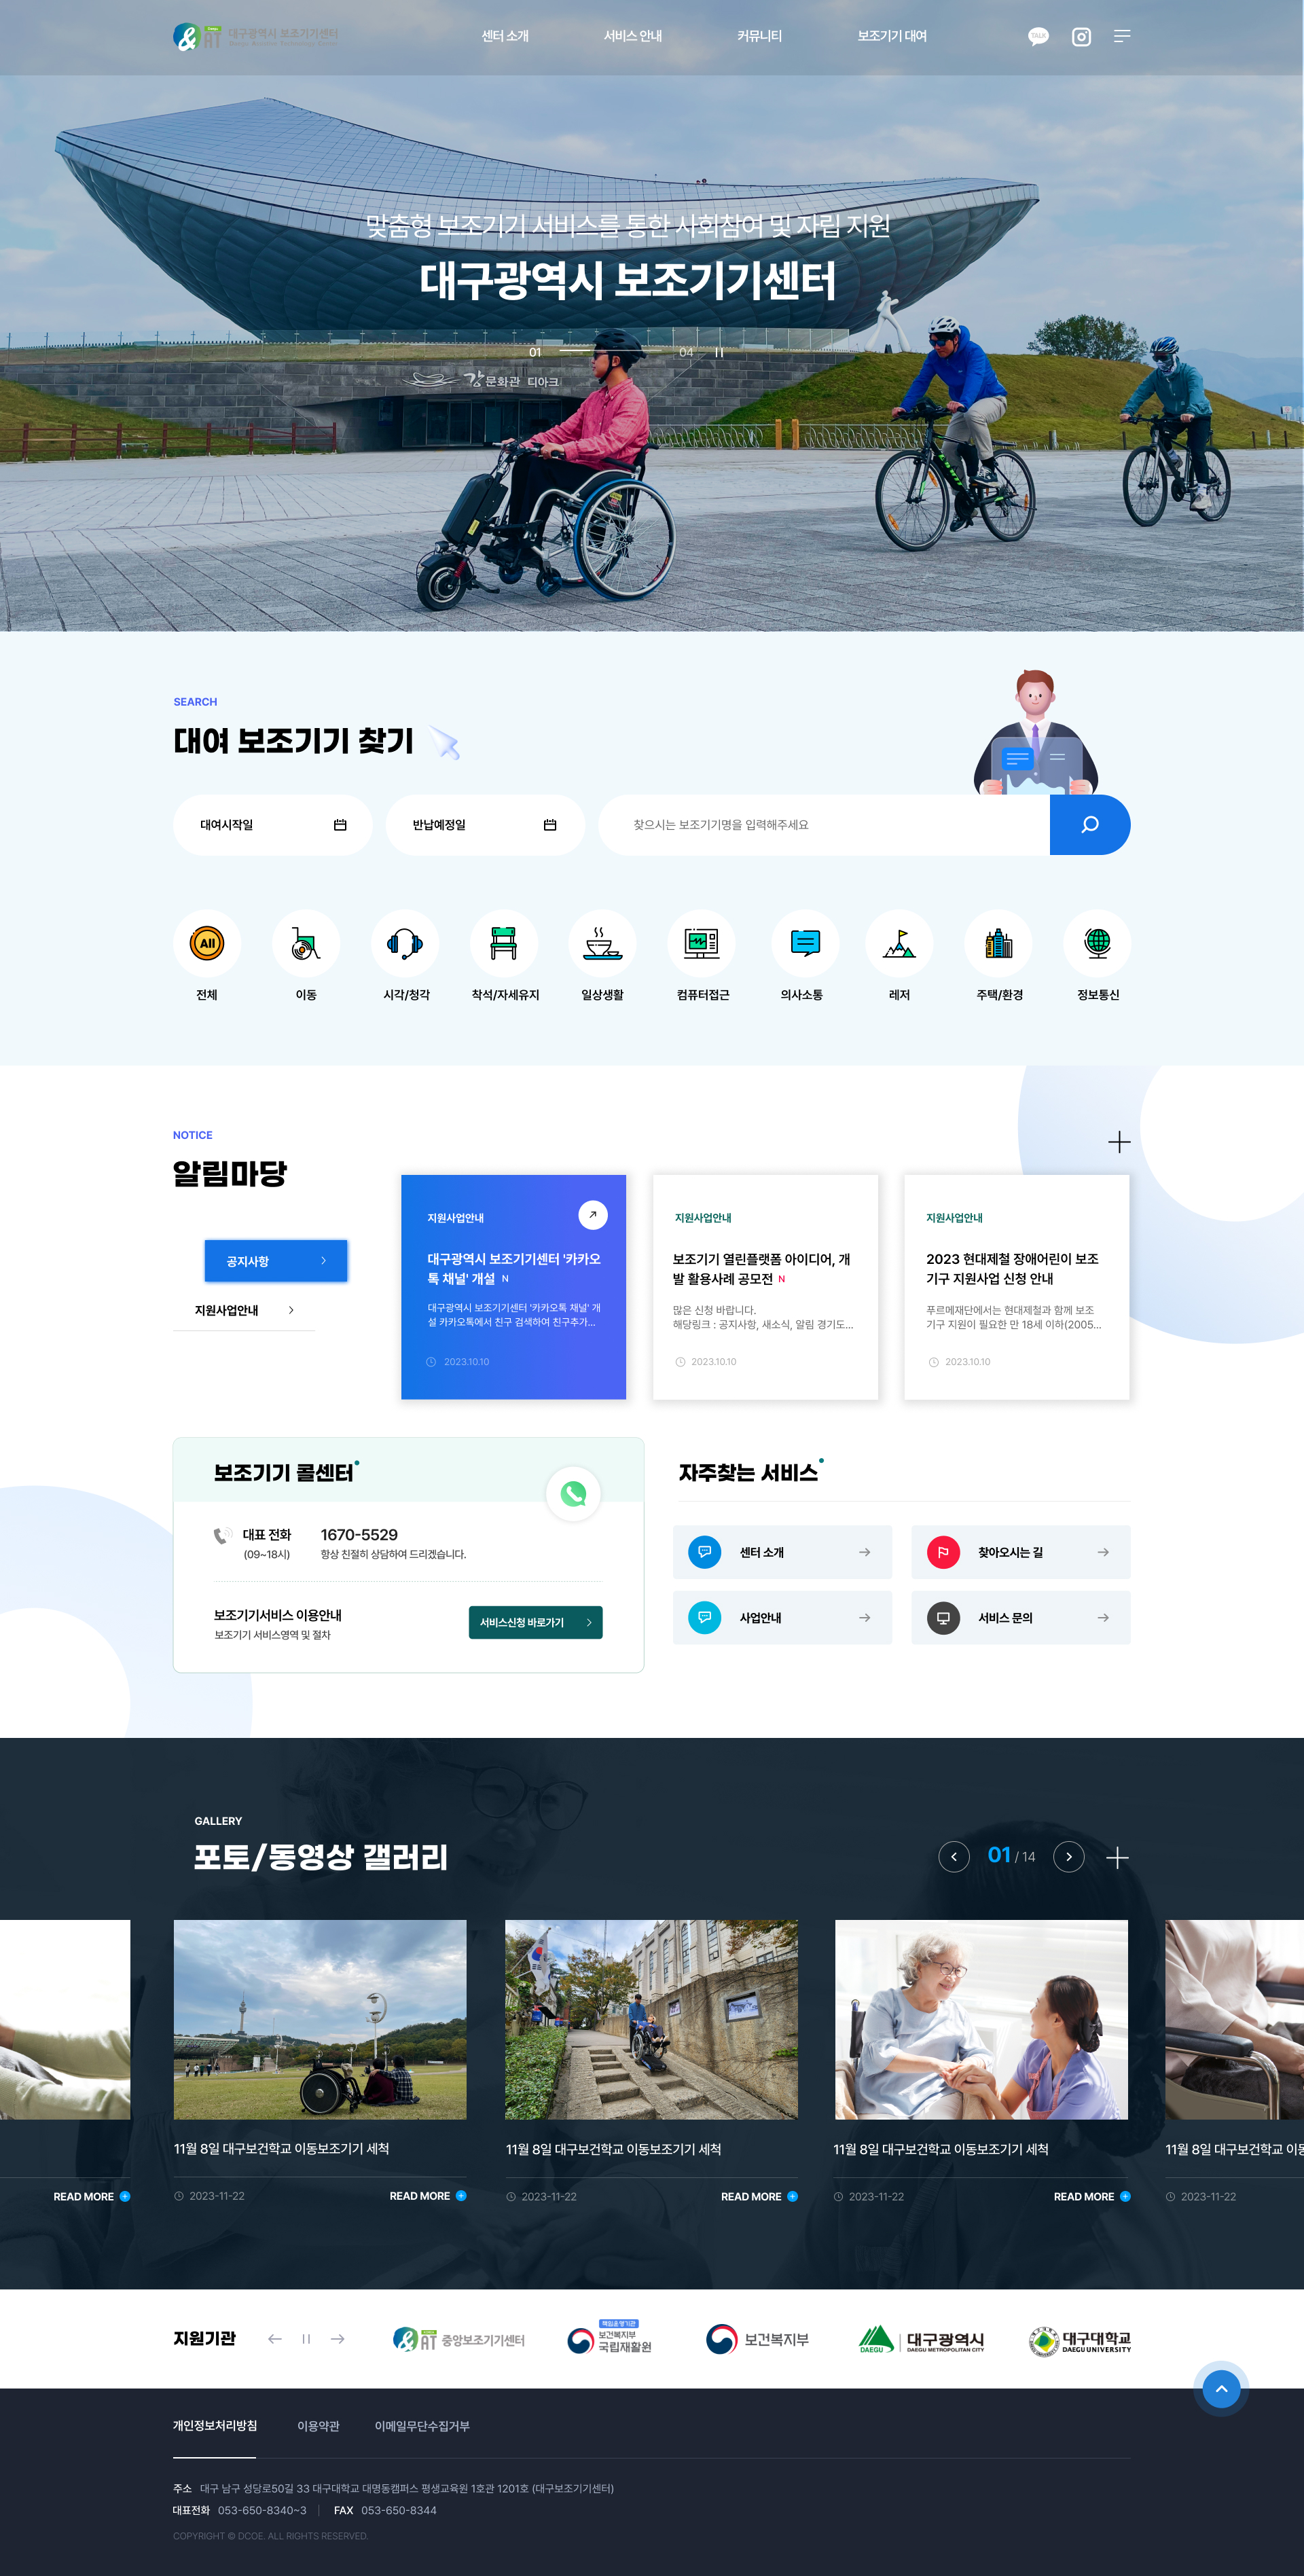 대구광역시 보조기기센터
센터 소개
서비스 안내
커뮤니티
보조기기 대여
TALK
맞춤형 보조기기 서비스를 통한 사회참여 및 자립 지원
대구광역시 보조기기센터
01
04
강문화관 디아크
SEARCH
대여 보조기기 찾기
대여시작일
반납예정일
찾으시는 보조기기명을 입력해주세요
All
전체
이동
시각/청각
착석/자세유지
일상생활
컴퓨터접근
의사소통
레저
주택/환경
정보통신
NOTICE
알림마당
공지사항
지원사업안내
지원사업안내
대구광역시 보조기기센터 '카카오
톡 채널' 개설 N
대구광역시 보조기기센터 '카카오톡 채널' 개
설 카카오톡에서 친구 검색하여 친구추가...
2023.10.10
지원사업안내
보조기기 열린플랫폼 아이디어, 개
발 활용사례 공모전 N
많은 신청 바랍니다.
해당링크 : 공지사항, 새소식, 알림 경기도...
2023.10.10
지원사업안내
2023 현대제철 장애어린이 보조
기구 지원사업 신청 안내
푸르메재단에서는 현대제철과 함께 보조
기구 지원이 필요한 만 18세 이하(2005...
2023.10.10
보조기기 콜센터
대표 전화
(09~18시)
1670-5529
항상 친절히 상담하여 드리겠습니다.
보조기기서비스 이용안내
보조기기 서비스영역 및 절차
서비스신청 바로가기
자주찾는 서비스
센터 소개
찾아오시는 길
사업안내
서비스 문의
GALLERY
포토/동영상 갤러리
01 / 14
11월 8일 대구보건학교 이동보조기기 세척
11월 8일 대구보건학교 이동보조기기 세척
11월 8일 대구보건학교 이동보조기기 세척
11월 8일 대구보건학교 이동
READ MORE
2023-11-22
READ MORE
2023-11-22
READ MORE
2023-11-22
READ MORE
2023-11-22
지원기관
AT 중앙보조기기센터
책임운영기관
보건복지부
국립재활원
보건복지부
DAEGU
대구광역시
DAEGU METROPOLITAN CITY
대구대학교
DAEGU UNIVERSITY
개인정보처리방침
이용약관
이메일무단수집거부
주소 대구 남구 성당로50길 33 대구대학교 대명동캠퍼스 평생교육원 1호관 1201호 (대구보조기기센터)
대표전화 053-650-8340~3 | FAX 053-650-8344
COPYRIGHT © DCOE. ALL RIGHTS RESERVED.